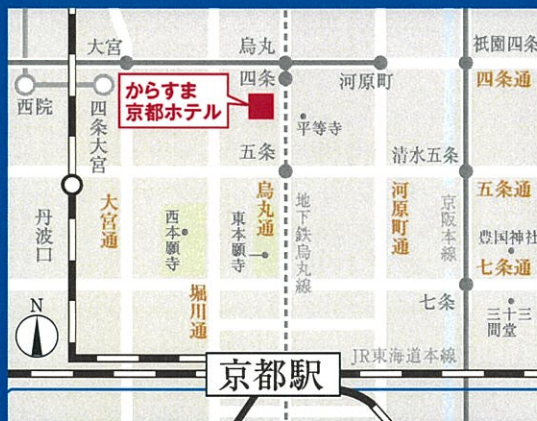 大宮
烏丸
祇園四条
四条
河原町
四条通
西院
四条大宮
からすま
京都ホテル
平等寺
五条
清水五条
丹波口
大宮通
西本願寺
東本願寺
烏丸通
地下鉄烏丸線
河原町通
京阪本線
五条通
豊国神社
七条通
堀川通
七条
三十三
間堂
N
JR東海道本線
京都駅